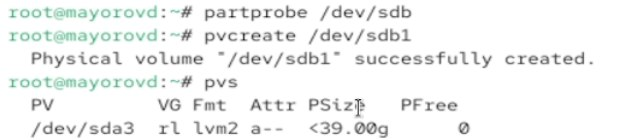 root@mayorovd:~# partprobe /dev/sdb
root@mayorovd:~# pvcreate /dev/sdb1
  Physical volume "/dev/sdb1" successfully created.
root@mayorovd:~# pvs
  PV         VG Fmt  Attr PSize   PFree
  /dev/sda3  rl lvm2 a--  <39.00g     0